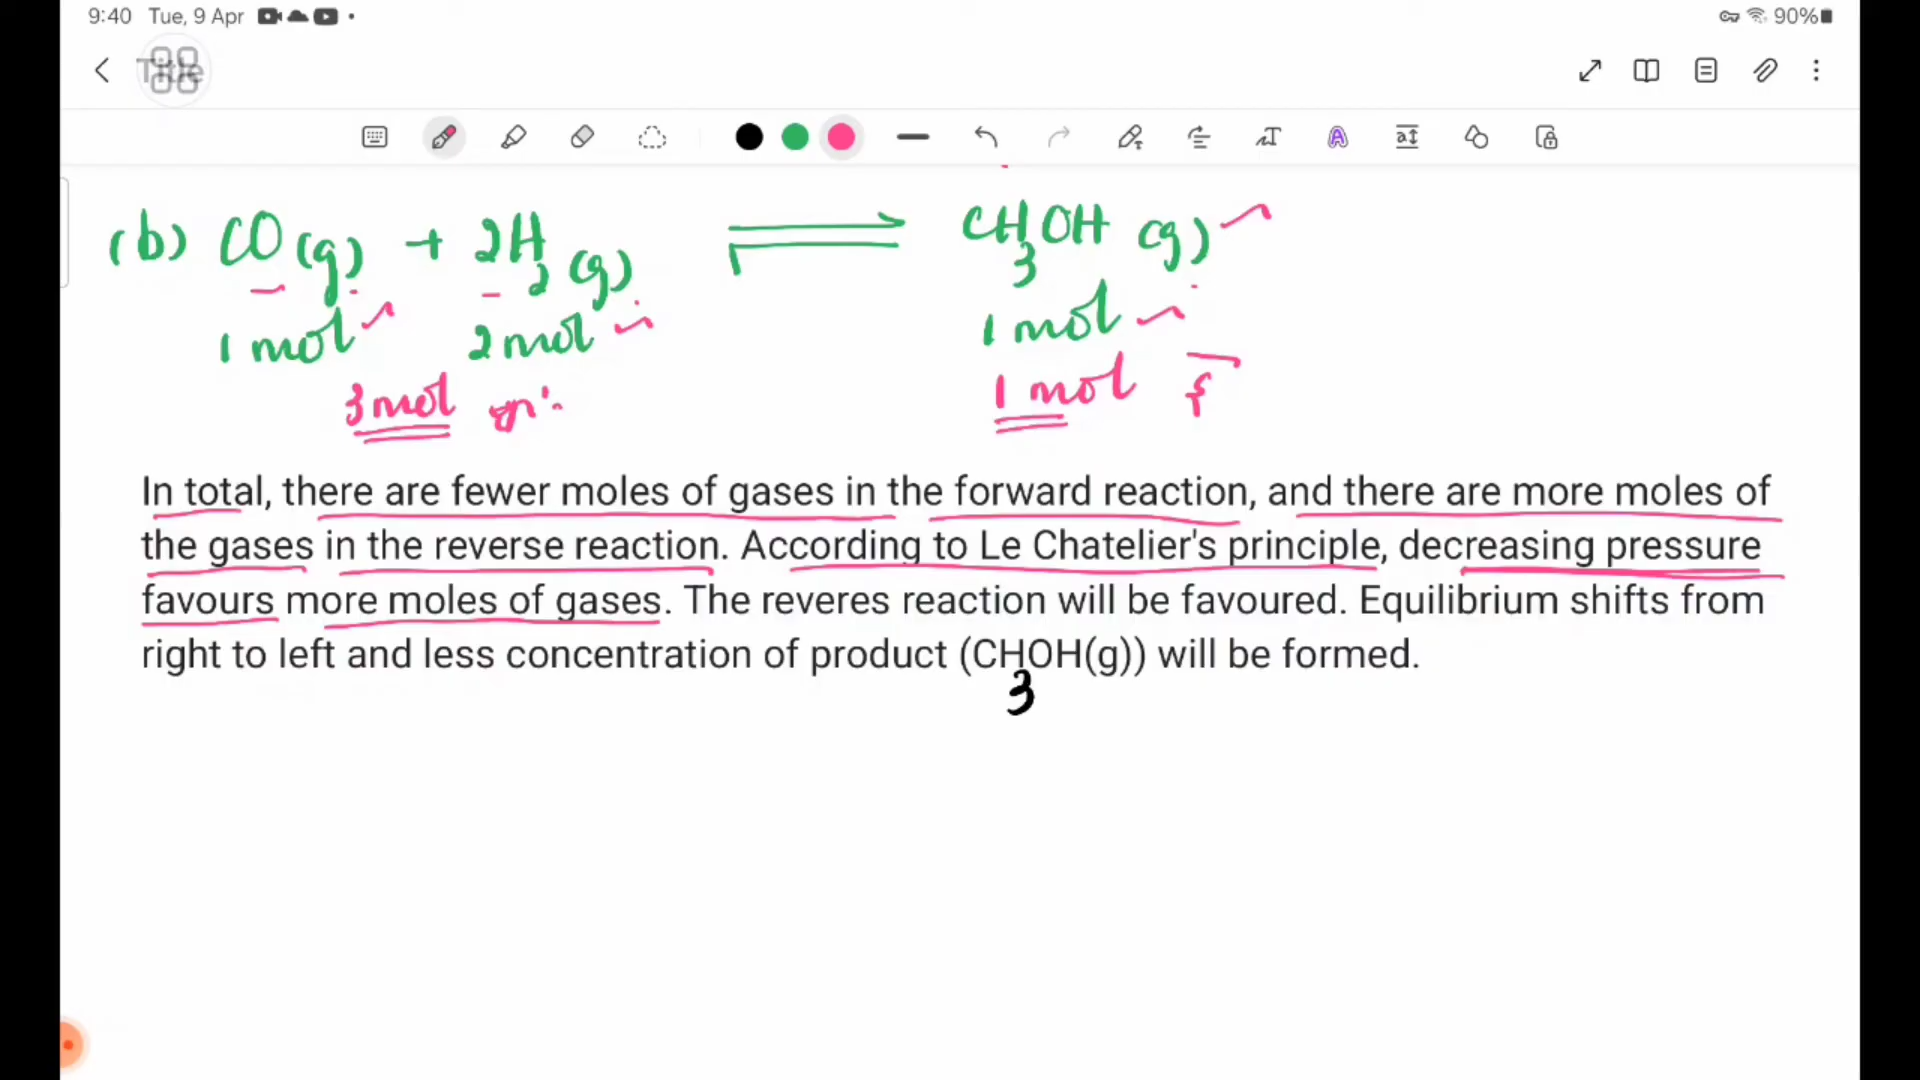 9:40 Tue, 9 Apr 90%
Title
(b) CO(g) + 2H2(g) ⇌ CH3OH (g)
1 mol 2 mol 1 mol
3 mol 1 mol
In total, there are fewer moles of gases in the forward reaction, and there are more moles of
the gases in the reverse reaction. According to Le Chatelier's principle, decreasing pressure
favours more moles of gases. The reveres reaction will be favoured. Equilibrium shifts from
right to left and less concentration of product (CHOH(g)) will be formed.
3